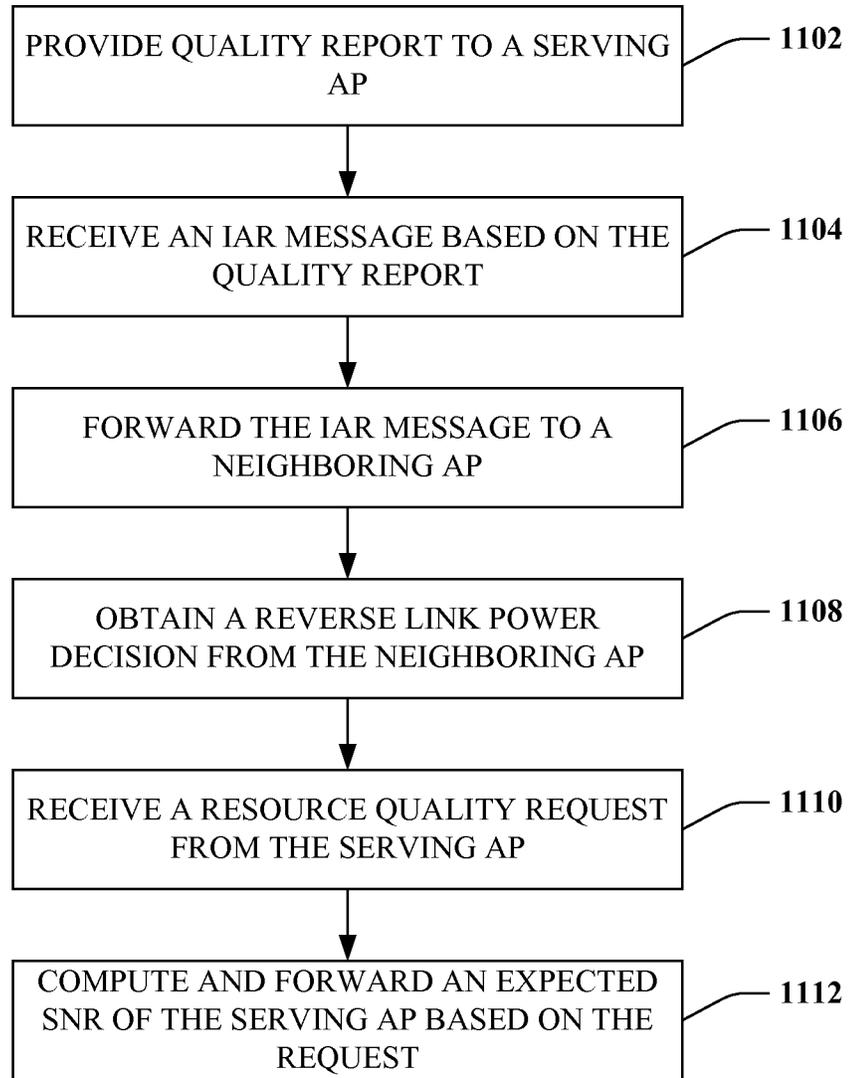 PROVIDE QUALITY REPORT TO A SERVING
AP
1102
RECEIVE AN IAR MESSAGE BASED ON THE
QUALITY REPORT
1104
FORWARD THE IAR MESSAGE TO A
NEIGHBORING AP
1106
OBTAIN A REVERSE LINK POWER
DECISION FROM THE NEIGHBORING AP
1108
RECEIVE A RESOURCE QUALITY REQUEST
FROM THE SERVING AP
1110
COMPUTE AND FORWARD AN EXPECTED
SNR OF THE SERVING AP BASED ON THE
REQUEST
1112